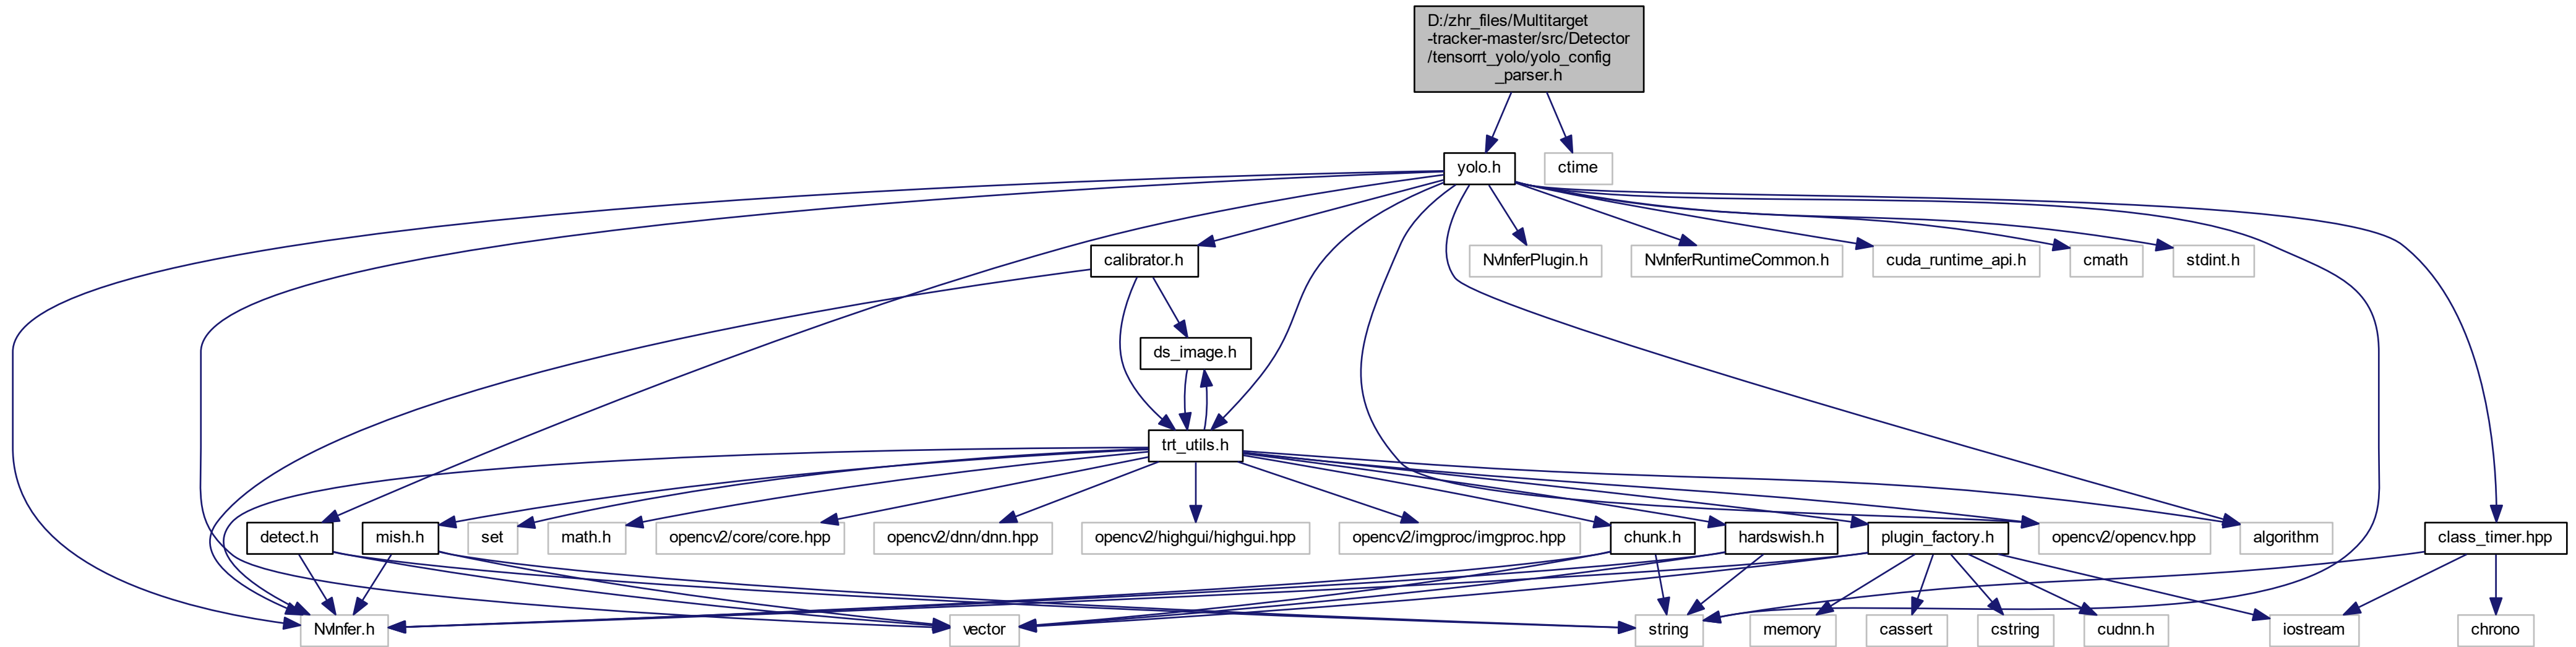 D:/zhr_files/Multitarget
-tracker-master/src/Detector
/tensorrt_yolo/yolo_config
_parser.h
yolo.h
ctime
calibrator.h
NvInferPlugin.h
NvInferRuntimeCommon.h
cuda_runtime_api.h
cmath
stdint.h
ds_image.h
trt_utils.h
detect.h
mish.h
set
math.h
opencv2/core/core.hpp
opencv2/dnn/dnn.hpp
opencv2/highgui/highgui.hpp
opencv2/imgproc/imgproc.hpp
chunk.h
hardswish.h
plugin_factory.h
opencv2/opencv.hpp
algorithm
class_timer.hpp
NvInfer.h
vector
string
memory
cassert
cstring
cudnn.h
iostream
chrono